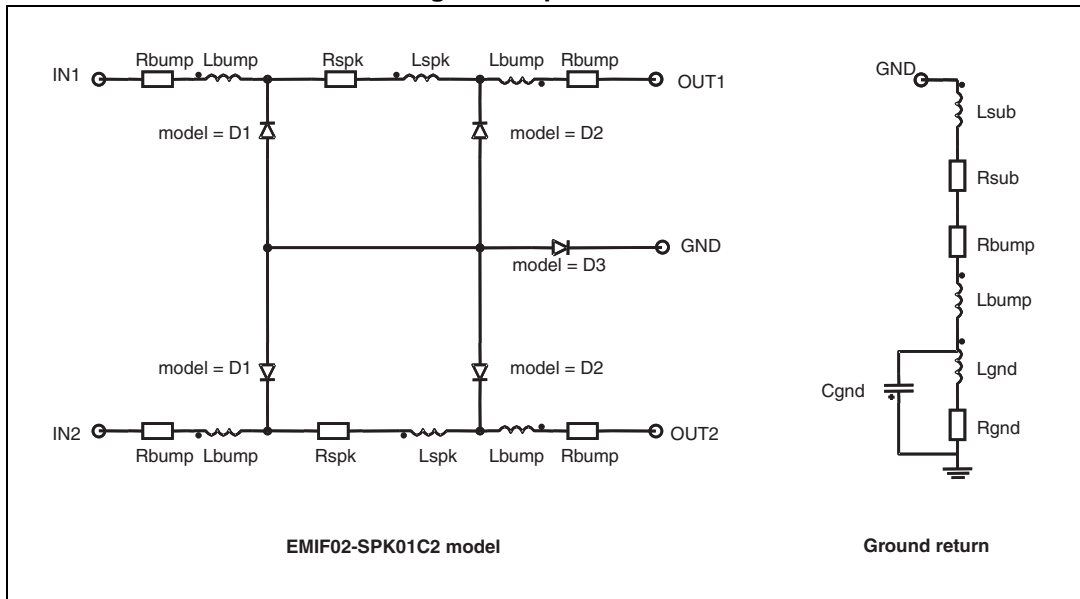 Rbump Lbump Rspk Lspk Lbump Rbump
IN1 OUT1
model = D1 model = D2
GND
model = D3
model = D1 model = D2
IN2 OUT2
Rbump Lbump Rspk Lspk Lbump Rbump
EMIF02-SPK01C2 model
GND
Lsub
Rsub
Rbump
Lbump
Lgnd
Cgnd
Rgnd
Ground return